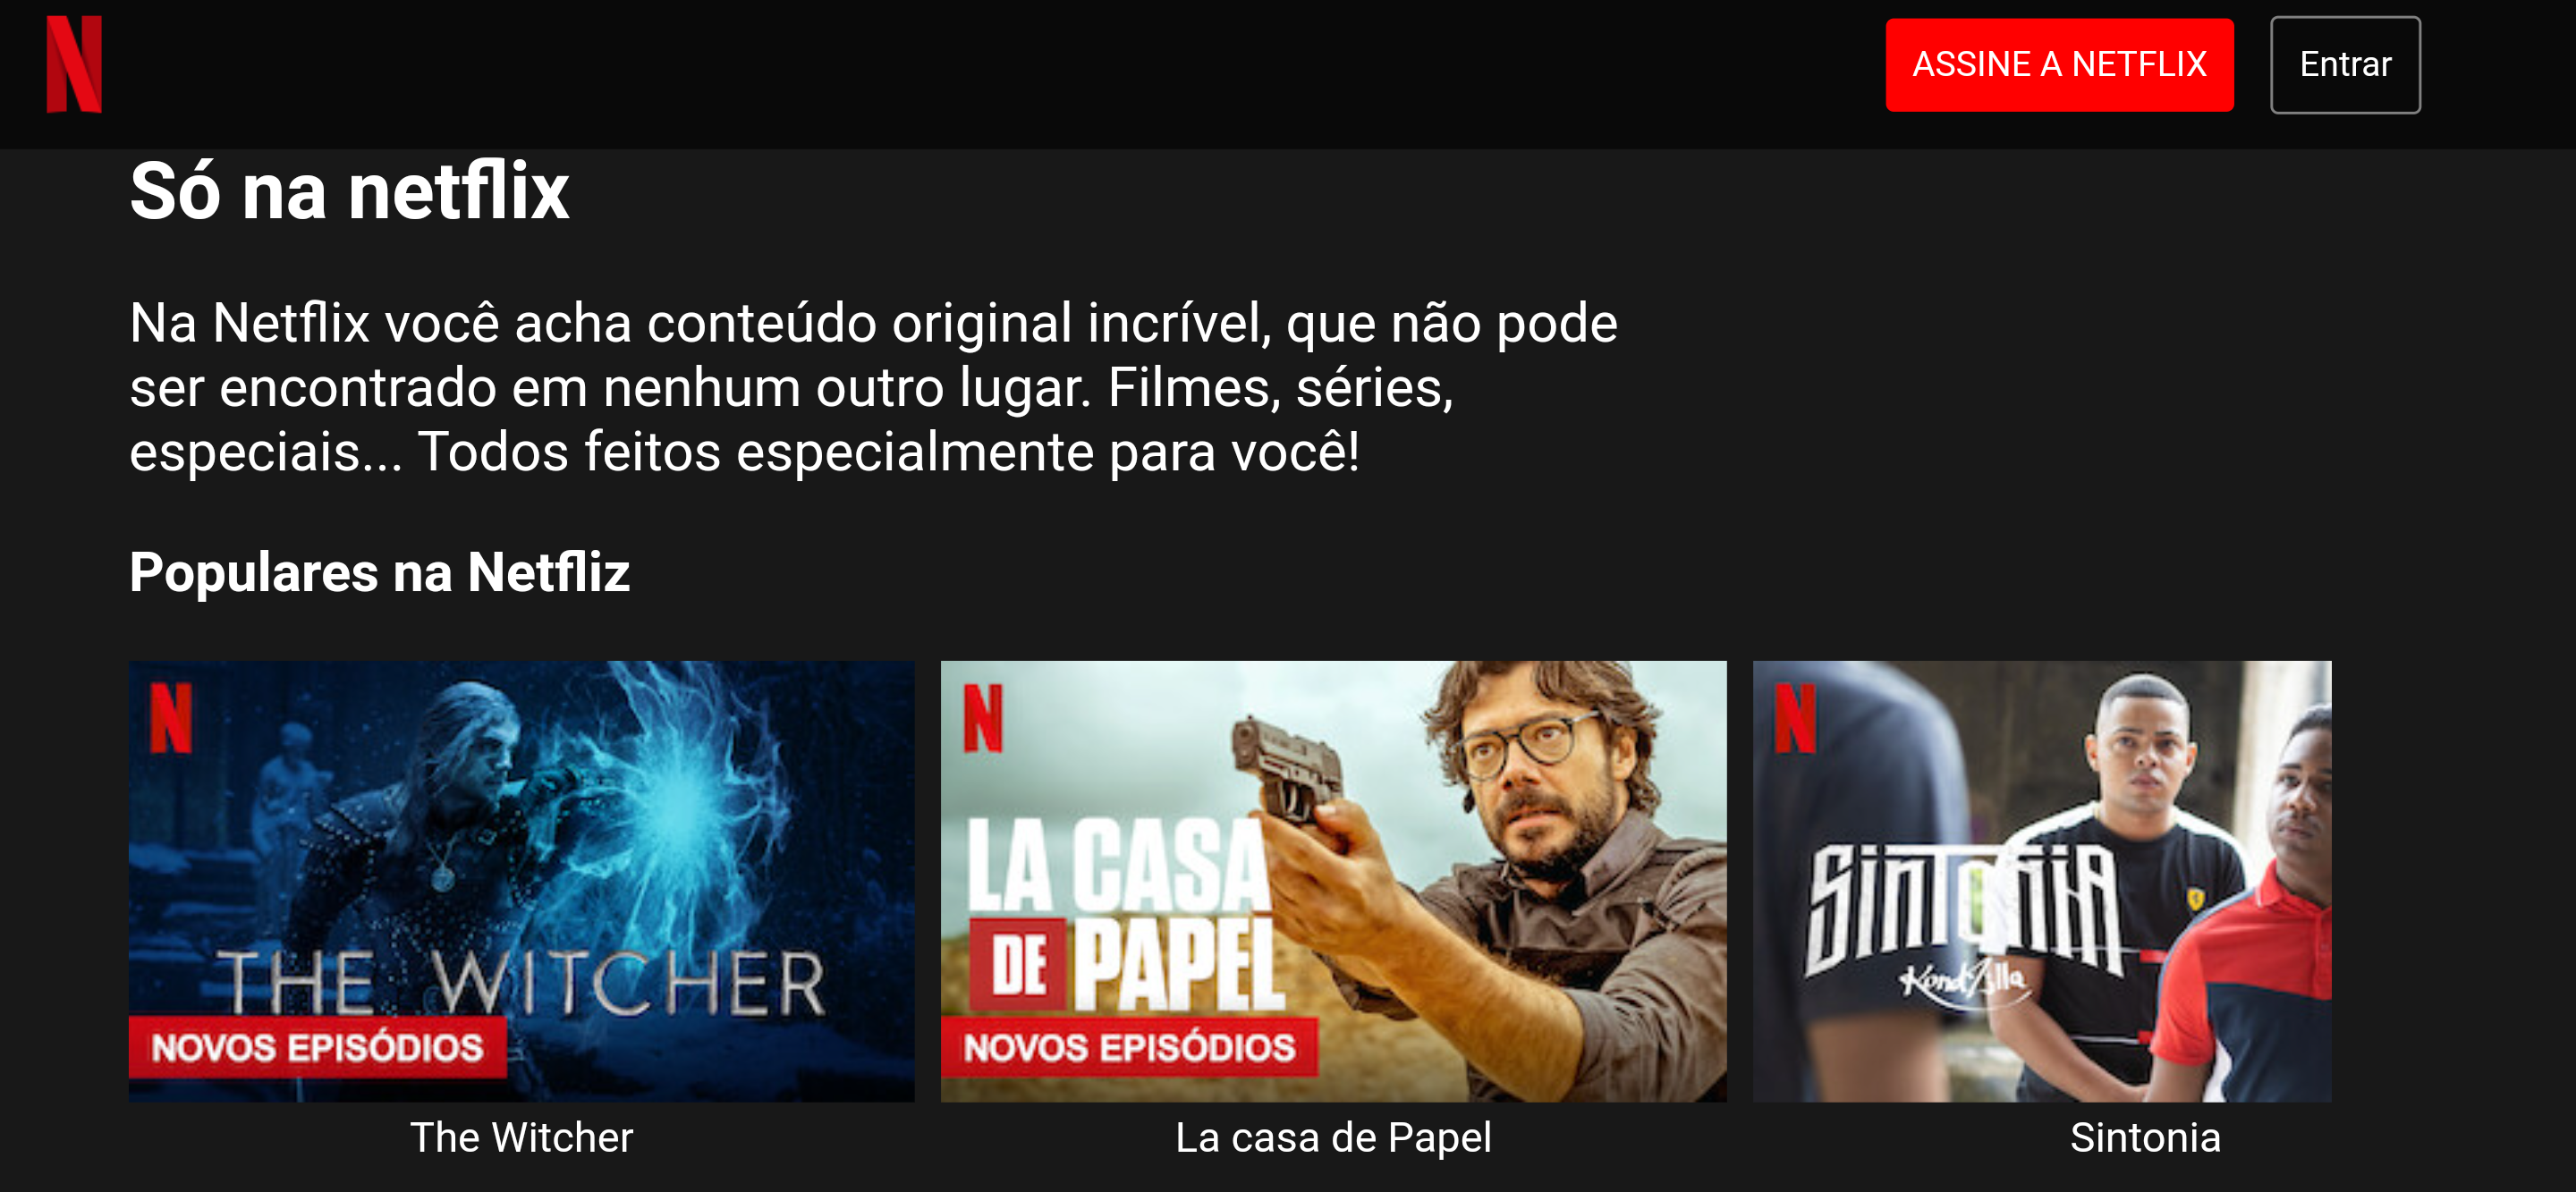 ASSINE A NETFLIX
Entrar
Só na netflix
Na Netflix você acha conteúdo original incrível, que não pode
ser encontrado em nenhum outro lugar. Filmes, séries,
especiais... Todos feitos especialmente para você!
Populares na Netfliz
N
THE WITCHER
NOVOS EPISÓDIOS
The Witcher
N
LA CASA
DE PAPEL
NOVOS EPISÓDIOS
La casa de Papel
N
SINTONIA
KondZilla
Sintonia